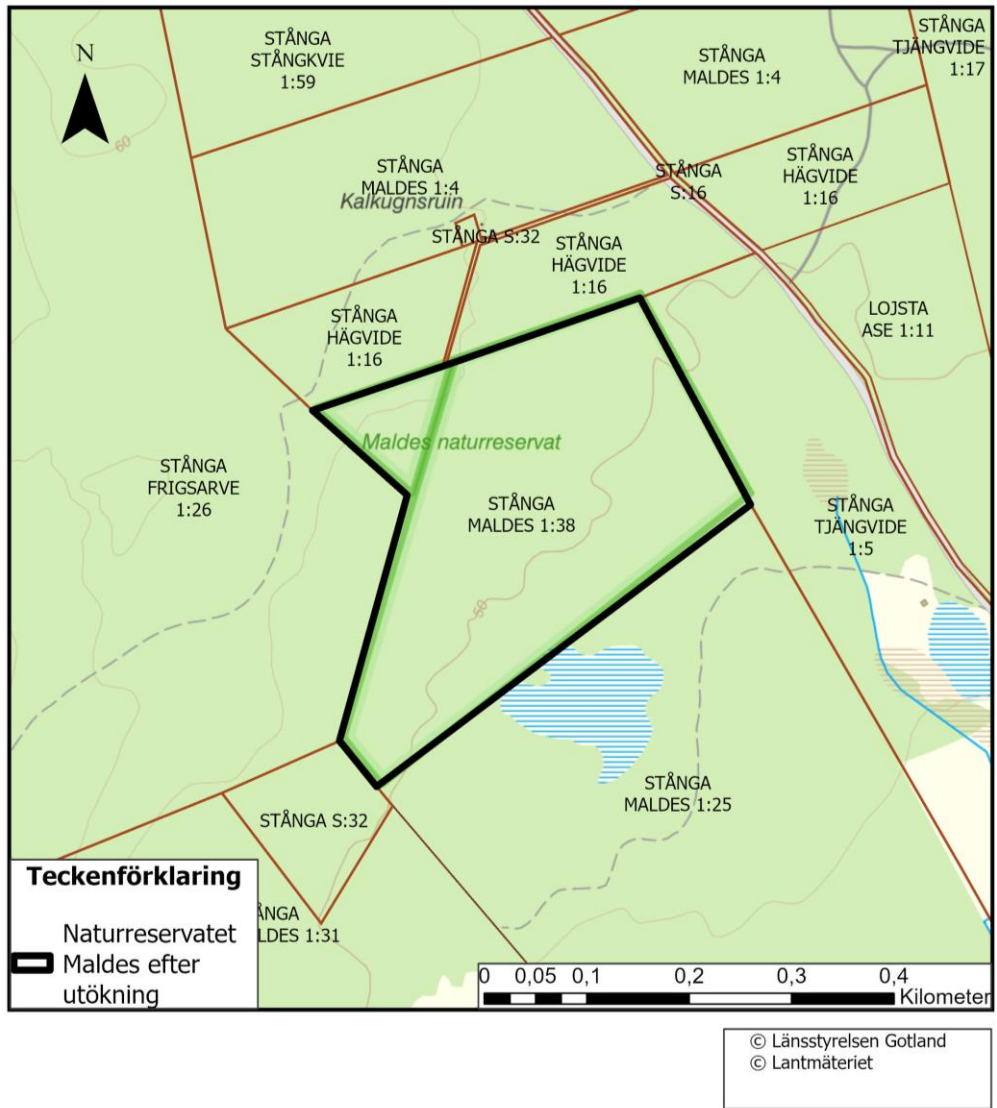 STÅNGA
STÅNGKVIE
1:59
STÅNGA
MALDES 1:4
STÅNGA
TJÄNGVIDE
1:17
N
60
STÅNGA
MALDES 1:4
Kalkugnsruin
STÅNGA
S:16
STÅNGA
HÄGVIDE
1:16
STÅNGA S:32
STÅNGA
HÄGVIDE
1:16
STÅNGA
HÄGVIDE
1:16
LOJSTA
ASE 1:11
Maldes naturreservat
STÅNGA
FRIGSARVE
1:26
STÅNGA
MALDES 1:38
STÅNGA
TJÄNGVIDE
1:5
50
STÅNGA
MALDES 1:25
STÅNGA S:32
ÅNGA
LDES 1:31
Teckenförklaring
Naturreservatet
Maldes efter
utökning
0 0,05 0,1 0,2 0,3 0,4
Kilometer
© Länsstyrelsen Gotland
© Lantmäteriet